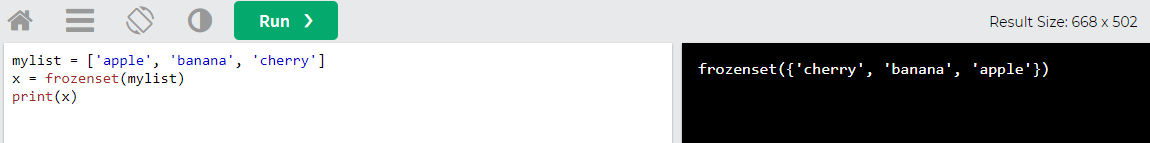 Run ❯
Result Size: 668 x 502
mylist = ['apple', 'banana', 'cherry']
x = frozenset(mylist)
print(x)
frozenset({'cherry', 'banana', 'apple'})